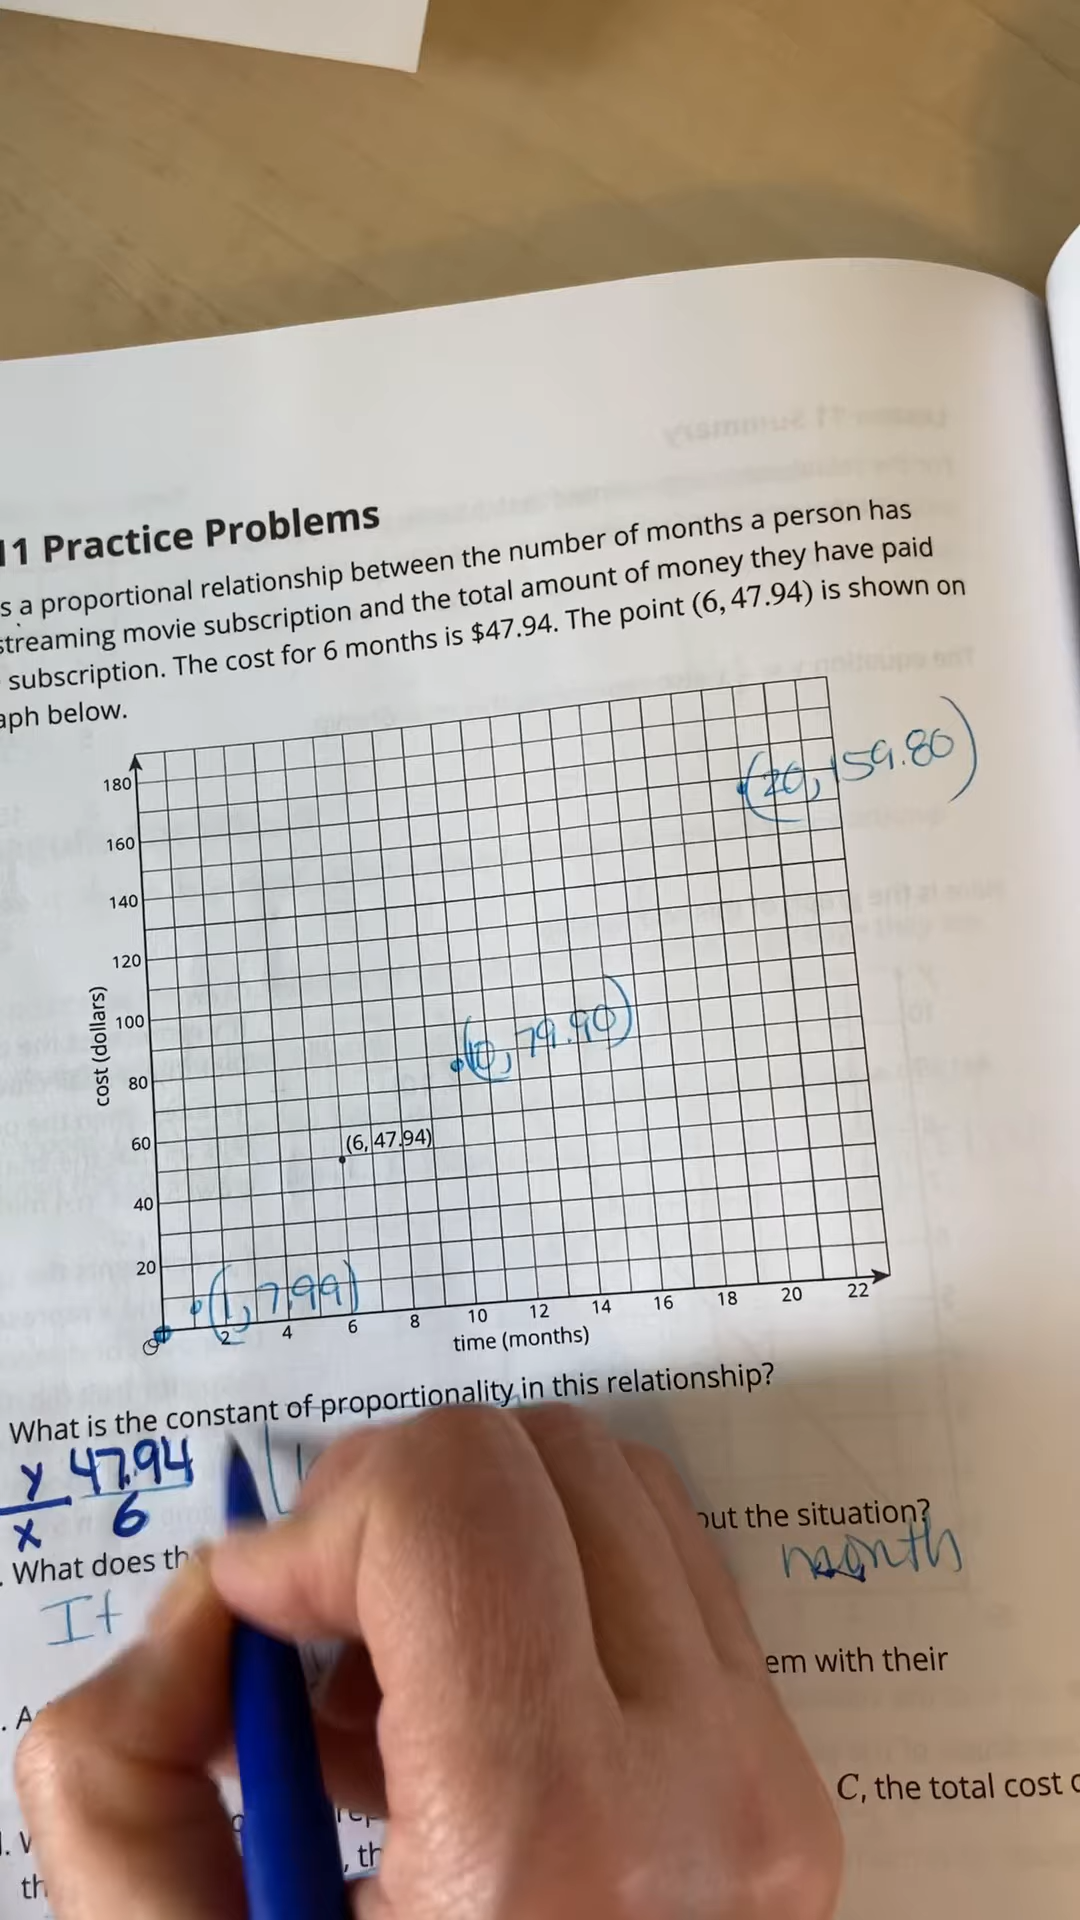 11 Practice Problems
s a proportional relationship between the number of months a person has
streaming movie subscription and the total amount of money they have paid
subscription. The cost for 6 months is $47.94. The point (6, 47.94) is shown on
aph below.
180
160
140
120
100
80
60
40
20
cost (dollars)
(20, 159.80)
(10, 79.90)
(6, 47.94)
(1, 7.99)
2 4 6 8 10 12 14 16 18 20 22
time (months)
What is the constant of proportionality in this relationship?
y 47.94
x 6
out the situation?
. What does th
month
It
em with their
. A
C, the total cost o
. W
, th
th